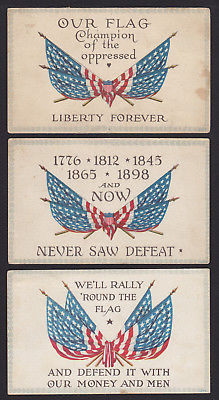 OUR FLAG
Champion
of the
oppressed
LIBERTY FOREVER
1776 ★ 1812 ★ 1845
1865 ★ 1898
AND
NOW
NEVER SAW DEFEAT
WE'LL RALLY
'ROUND THE
FLAG
AND DEFEND IT WITH
OUR MONEY AND MEN